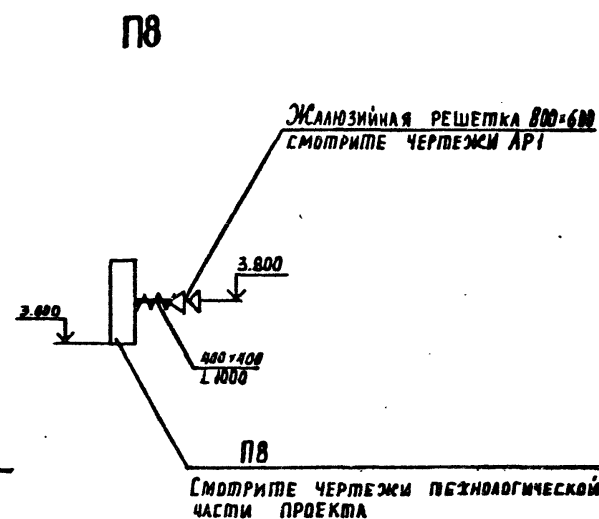 П8
Жалюзийная решетка 800×600
смотрите чертежи АР1
3.800
3.600
400×400
L 1000
П8
Смотрите чертежи технологической
части проекта